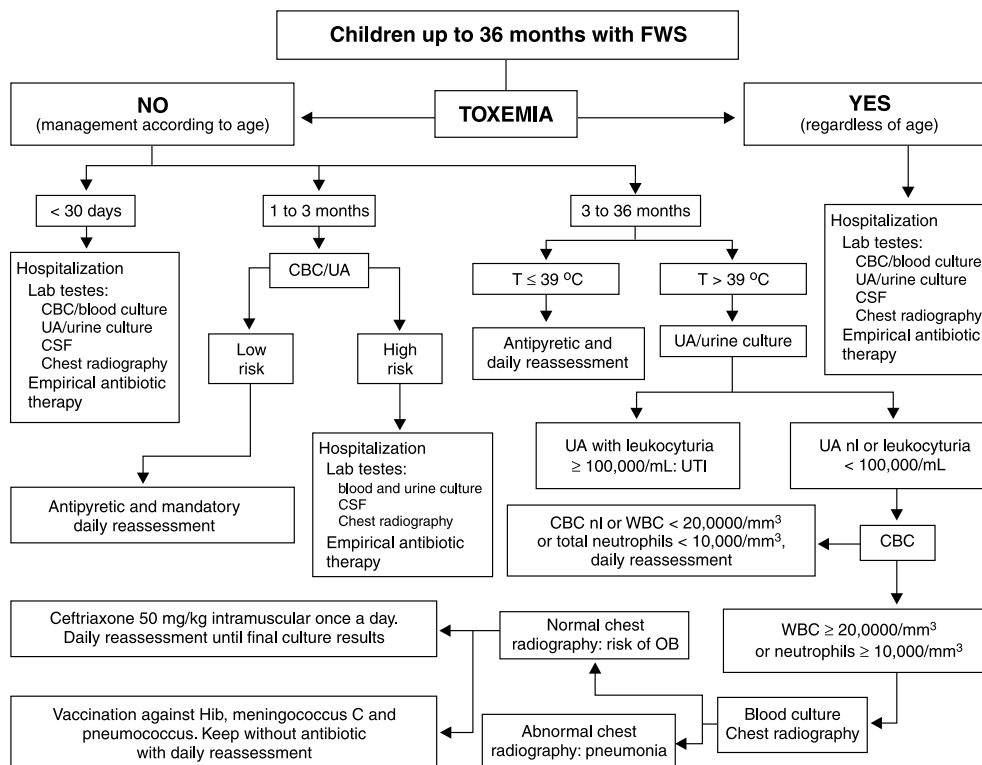 Children up to 36 months with FWS
NO
(management according to age)
TOXEMIA
YES
(regardless of age)
< 30 days
1 to 3 months
3 to 36 months
Hospitalization
Lab testes:
CBC/blood culture
UA/urine culture
CSF
Chest radiography
Empirical antibiotic
therapy
CBC/UA
Low
risk
High
risk
Antipyretic and mandatory
daily reassessment
Hospitalization
Lab testes:
blood and urine culture
CSF
Chest radiography
Empirical antibiotic
therapy
T ≤ 39 ºC
T > 39 ºC
Antipyretic and
daily reassessment
UA/urine culture
Hospitalization
Lab testes:
CBC/blood culture
UA/urine culture
CSF
Chest radiography
Empirical antibiotic
therapy
UA with leukocyturia
≥ 100,000/mL: UTI
UA nl or leukocyturia
< 100,000/mL
CBC nl or WBC < 20,0000/mm³
or total neutrophils < 10,000/mm³,
daily reassessment
CBC
WBC ≥ 20,0000/mm³
or neutrophils ≥ 10,000/mm³
Blood culture
Chest radiography
Normal chest
radiography: risk of OB
Abnormal chest
radiography: pneumonia
Ceftriaxone 50 mg/kg intramuscular once a day.
Daily reassessment until final culture results
Vaccination against Hib, meningococcus C and
pneumococcus. Keep without antibiotic
with daily reassessment